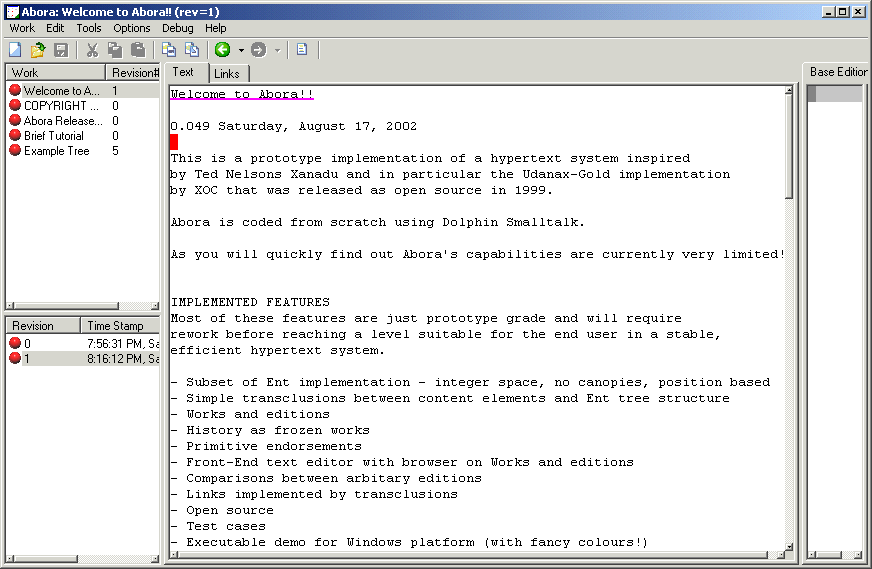 Abora: Welcome to Abora!! (rev=1)
Work Edit Tools Options Debug Help
Work Revision#
Welcome to A... 1
COPYRIGHT ... 0
Abora Release... 0
Brief Tutorial 0
Example Tree 5
Revision Time Stamp
0 7:56:31 PM, Sa
1 8:16:12 PM, Sa
Text Links
Welcome to Abora!!
0.049 Saturday, August 17, 2002
This is a prototype implementation of a hypertext system inspired
by Ted Nelsons Xanadu and in particular the Udanax-Gold implementation
by XOC that was released as open source in 1999.
Abora is coded from scratch using Dolphin Smalltalk.
As you will quickly find out Abora's capabilities are currently very limited!
IMPLEMENTED FEATURES
Most of these features are just prototype grade and will require
rework before reaching a level suitable for the end user in a stable,
efficient hypertext system.
- Subset of Ent implementation - integer space, no canopies, position based
- Simple transclusions between content elements and Ent tree structure
- Works and editions
- History as frozen works
- Primitive endorsements
- Front-End text editor with browser on Works and editions
- Comparisons between arbitary editions
- Links implemented by transclusions
- Open source
- Test cases
- Executable demo for Windows platform (with fancy colours!)
Base Edition